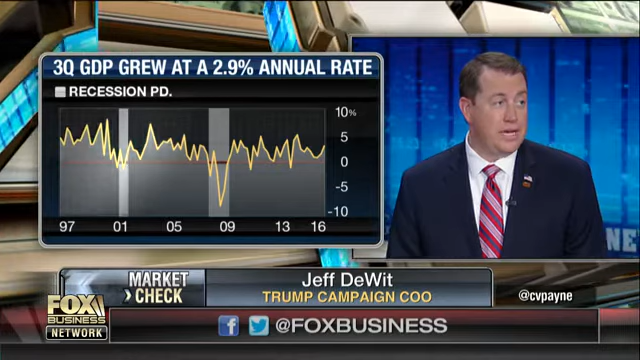 3Q GDP GREW AT A 2.9% ANNUAL RATE
RECESSION PD.
10%
5
0
-5
-10
97 01 05 09 13 16
MARKET
CHECK
Jeff DeWit
TRUMP CAMPAIGN COO
@cvpayne
FOX
BUSINESS
NETWORK
@FOXBUSINESS